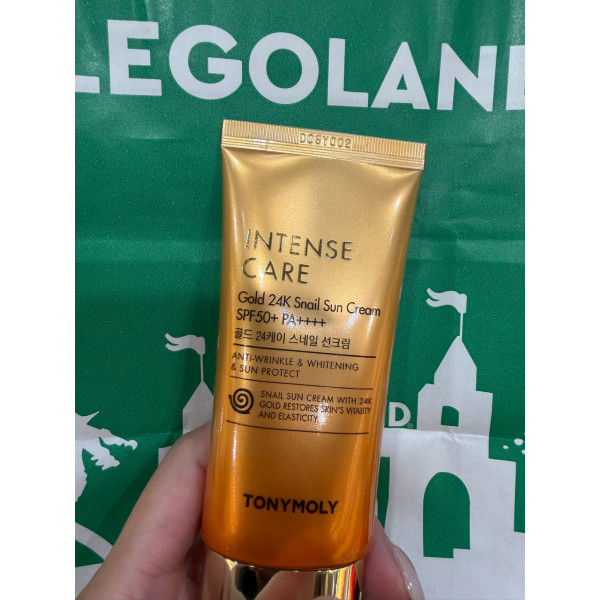 LEGOLAND
D06Y002
INTENSE
CARE
Gold 24K Snail Sun Cream
SPF50+ PA++++
골드 24케이 스네일 선크림
ANTI-WRINKLE & WHITENING
& SUN PROTECT
SNAIL SUN CREAM WITH 24K
GOLD RESTORES SKIN'S VITALITY
AND ELASTICITY
TONYMOLY